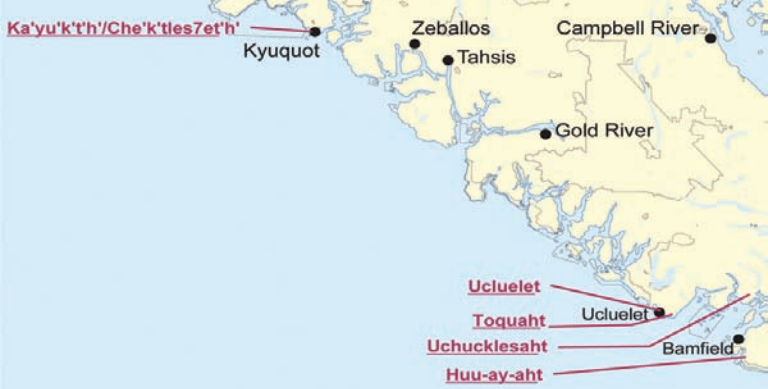 Ka'yu'k't'h'/Che'k'tles7et'h'
Kyuquot
Zeballos
Tahsis
Campbell River
Gold River
Ucluelet
Ucluelet
Toquaht
Uchucklesaht
Bamfield
Huu-ay-aht